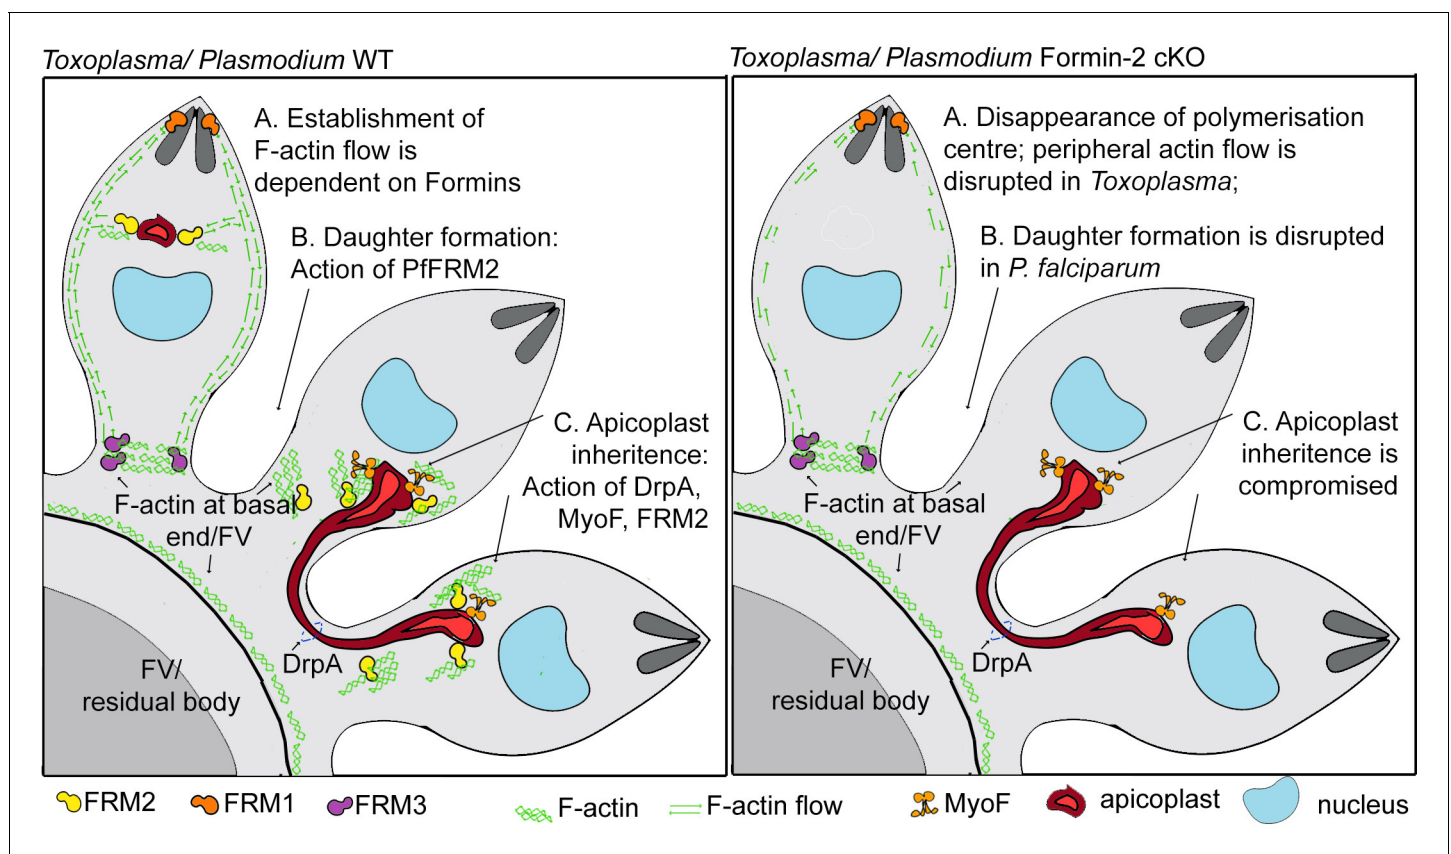 Toxoplasma/ Plasmodium WT
A. Establishment of
F-actin flow is
dependent on Formins
B. Daughter formation:
Action of PfFRM2
C. Apicoplast
inheritence:
Action of DrpA,
MyoF, FRM2
F-actin at basal
end/FV
DrpA
FV/
residual body
Toxoplasma/ Plasmodium Formin-2 cKO
A. Disappearance of polymerisation
centre; peripheral actin flow is
disrupted in Toxoplasma;
B. Daughter formation is disrupted
in P. falciparum
C. Apicoplast
inheritence is
compromised
F-actin at basal
end/FV
DrpA
FV/
residual body
FRM2 FRM1 FRM3 F-actin F-actin flow MyoF apicoplast nucleus